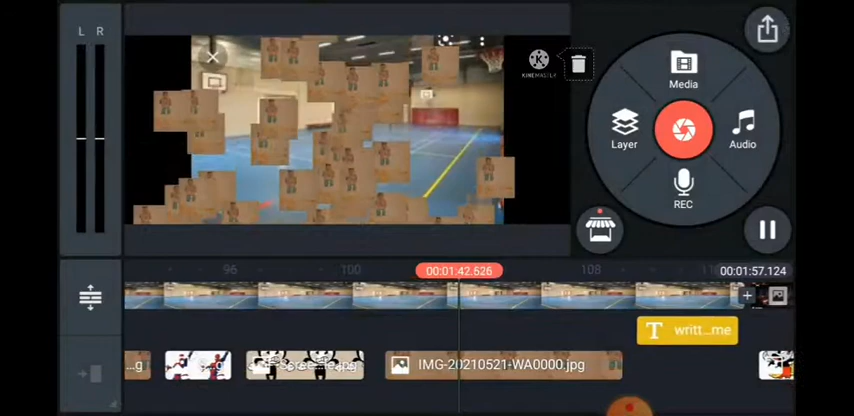 L R
KINEMASTER
Media
Layer
Audio
REC
96
100
00:01:42.626
108
00:01:57.124
T writt...me
...g
IMG-20210521-WA0000.jpg